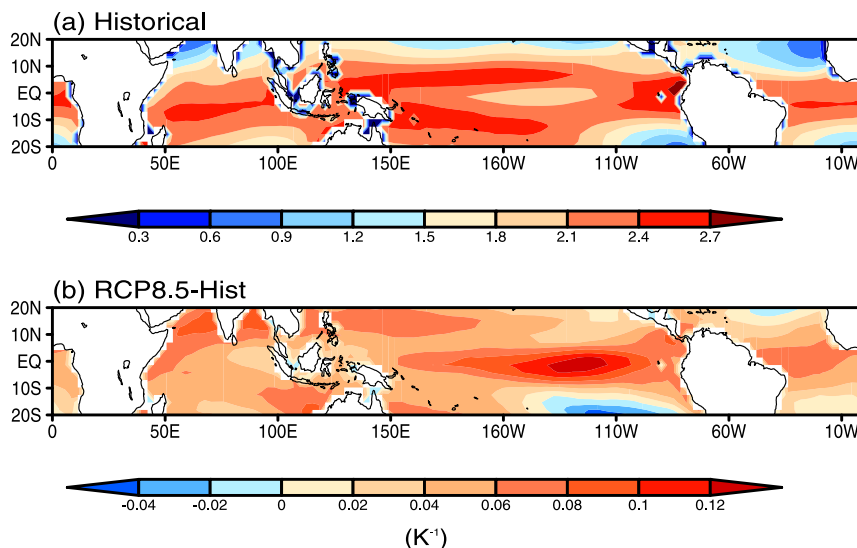 (a) Historical
20N
10N
EQ
10S
20S
0 50E 100E 150E 160W 110W 60W 10W
0.3 0.6 0.9 1.2 1.5 1.8 2.1 2.4 2.7
(b) RCP8.5-Hist
20N
10N
EQ
10S
20S
0 50E 100E 150E 160W 110W 60W 10W
-0.04 -0.02 0 0.02 0.04 0.06 0.08 0.1 0.12
(K⁻¹)